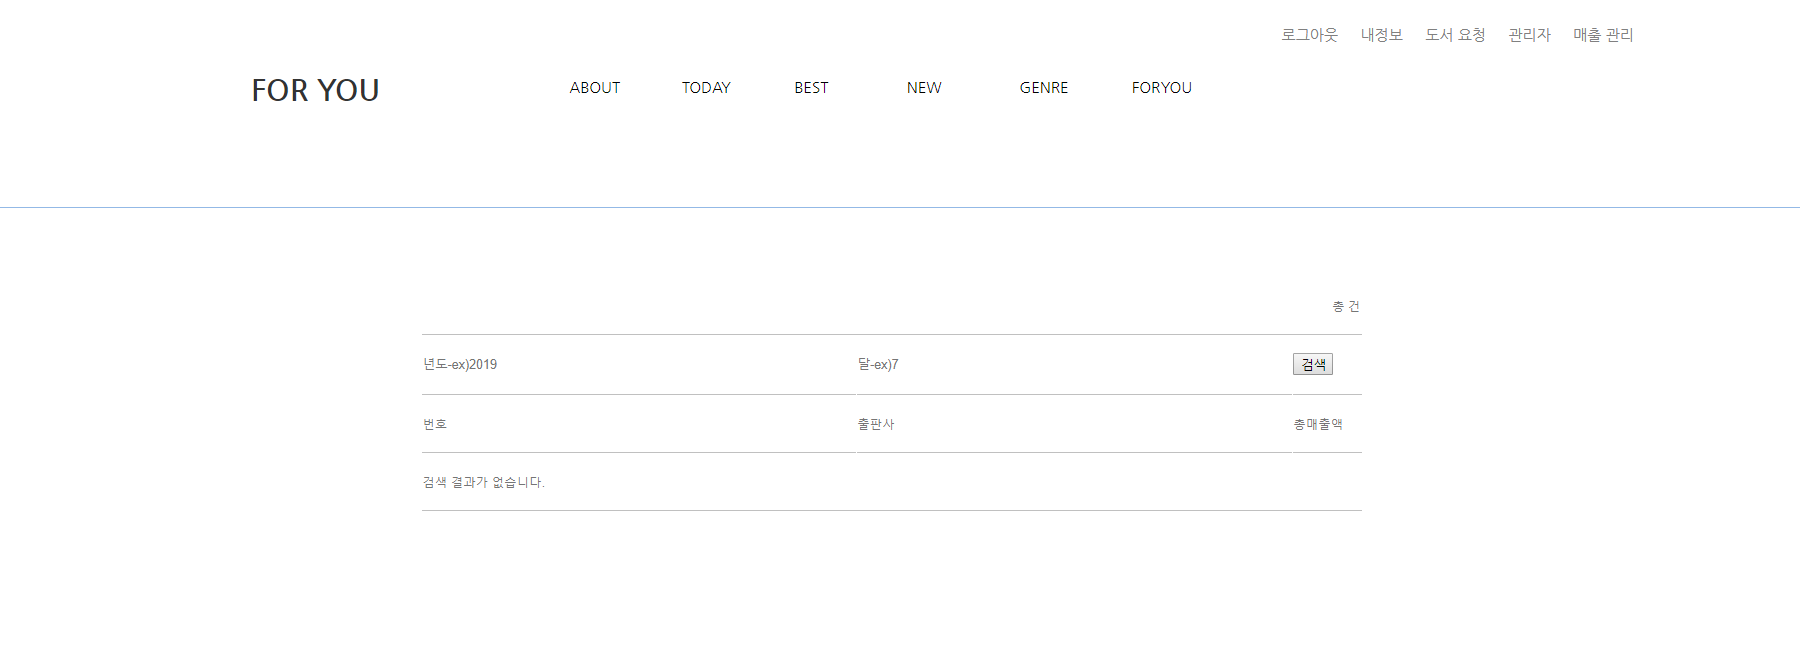 로그아웃 내정보 도서 요청 관리자 매출 관리
FOR YOU ABOUT TODAY BEST NEW GENRE FORYOU
총 건
년도-ex)2019 달-ex)7 검색
번호 출판사 총매출액
검색 결과가 없습니다.